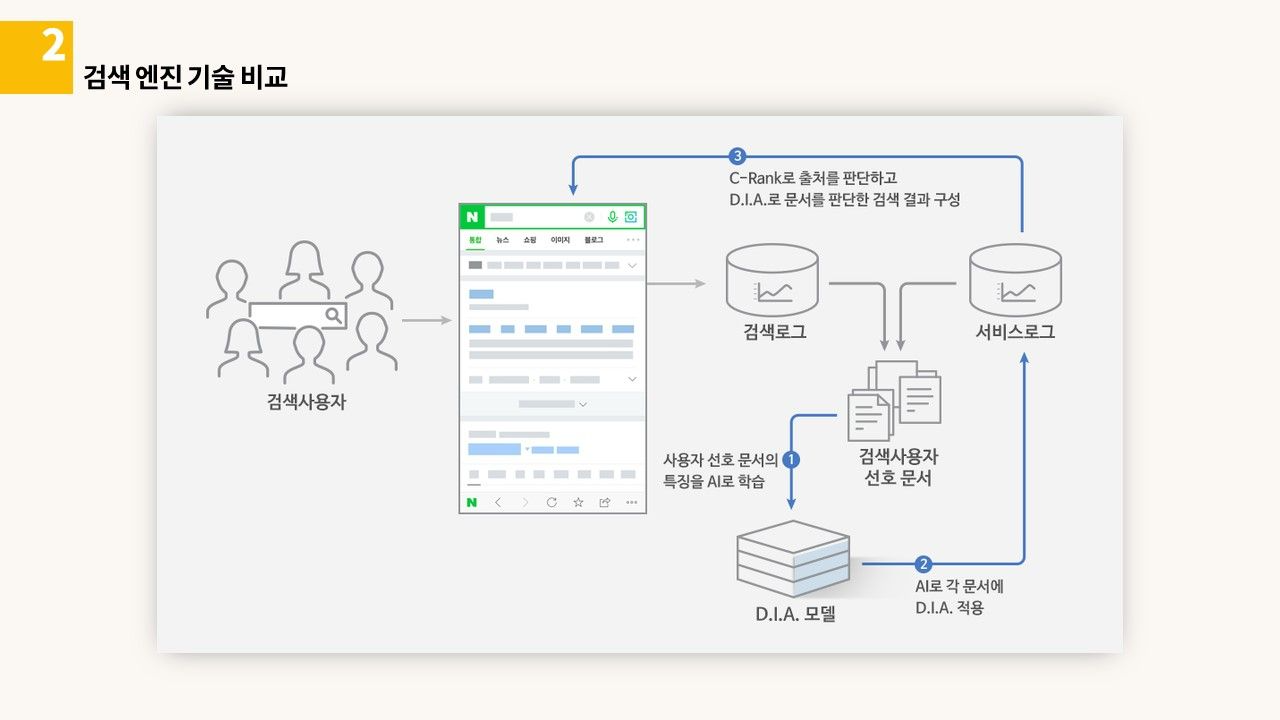 2
검색 엔진 기술 비교
3
C-Rank로 출처를 판단하고
D.I.A.로 문서를 판단한 검색 결과 구성
N
통합 뉴스 쇼핑 이미지 블로그
검색사용자
검색로그
서비스로그
사용자 선호 문서의
특징을 AI로 학습
1
검색사용자
선호 문서
N
2
AI로 각 문서에
D.I.A. 적용
D.I.A. 모델